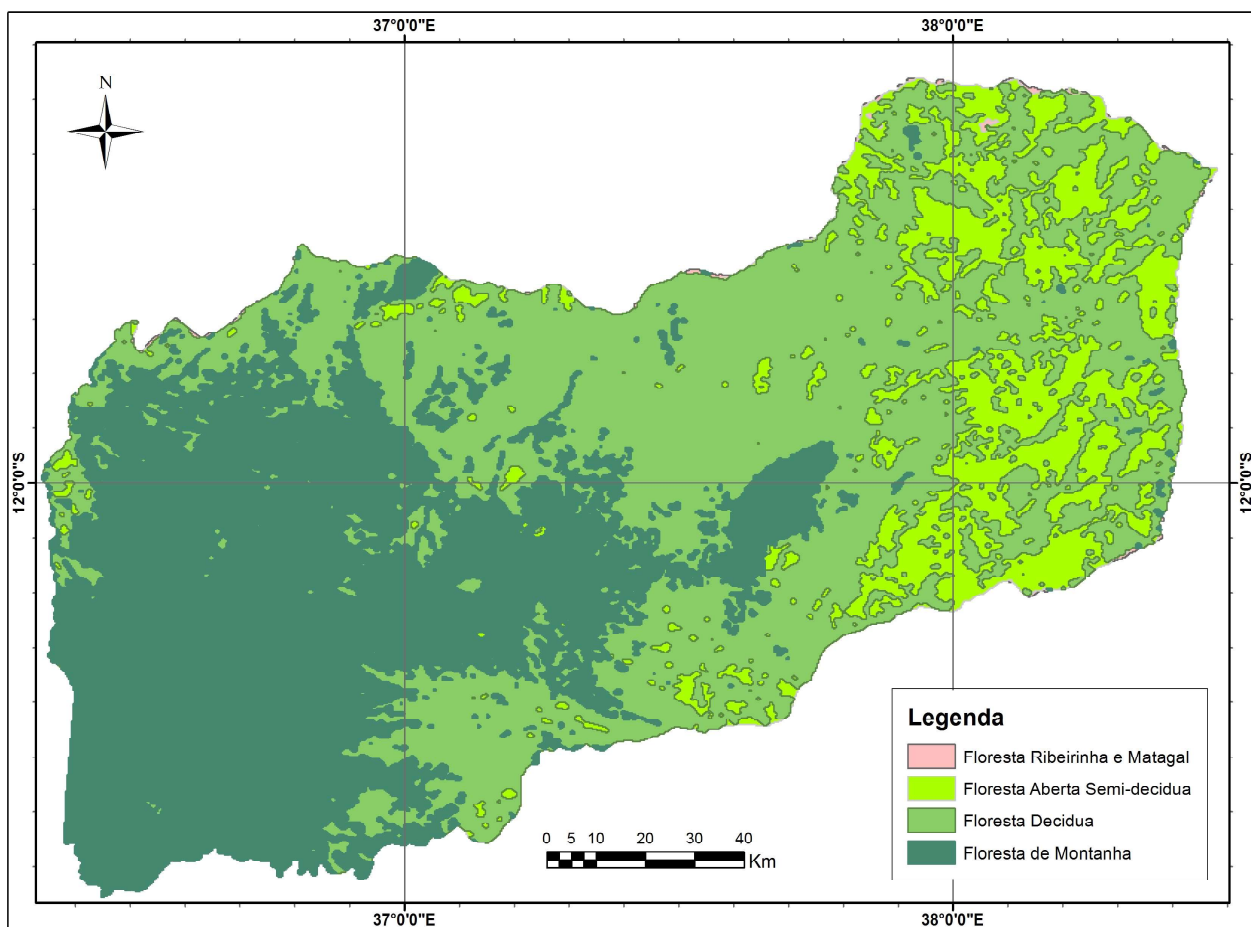 37°0'0"E 38°0'0"E
N
12°0'0"S 12°0'0"S
Legenda
Floresta Ribeirinha e Matagal
Floresta Aberta Semi-decidua
Floresta Decidua
Floresta de Montanha
0 5 10 20 30 40
Km
37°0'0"E 38°0'0"E